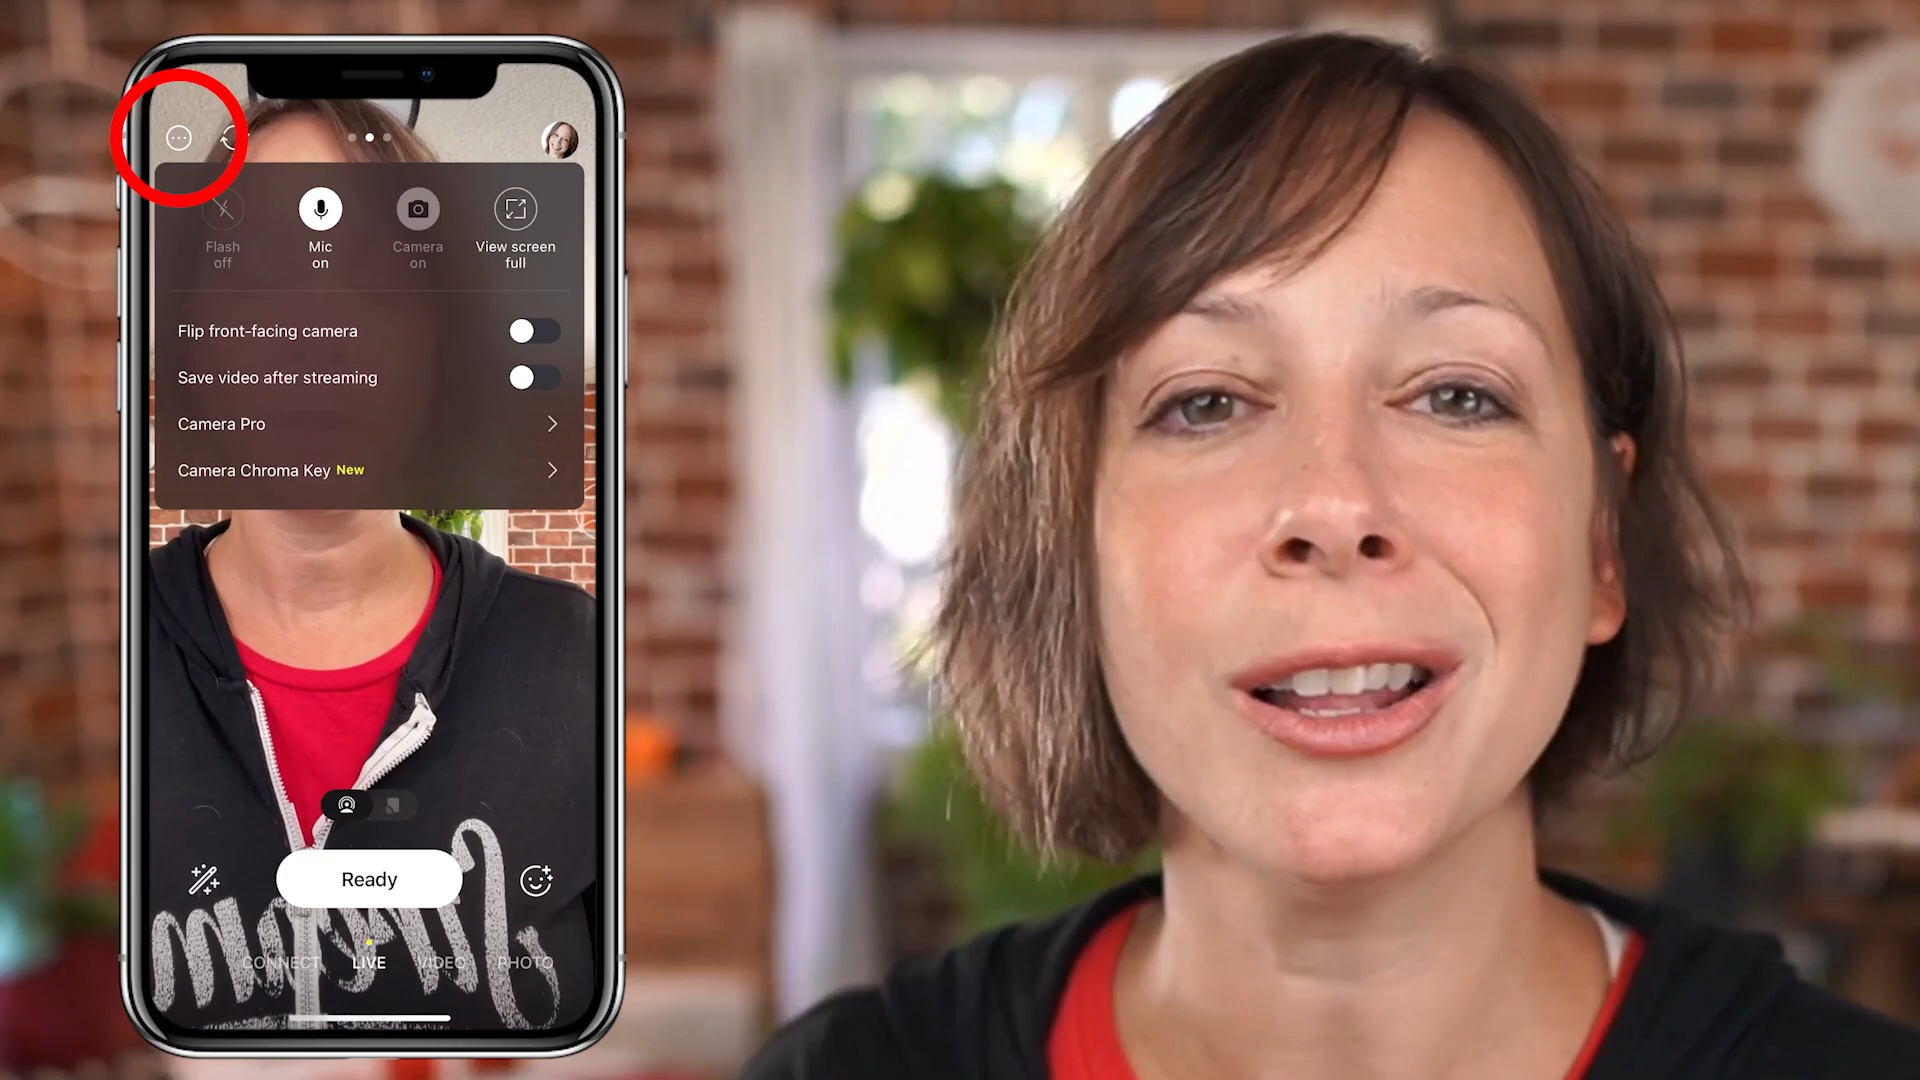 Flash
off
Mic
on
Camera
on
View screen
full
Flip front-facing camera
Save video after streaming
Camera Pro
Camera Chroma Key New
Ready
CONNECT LIVE VIDEO PHOTO